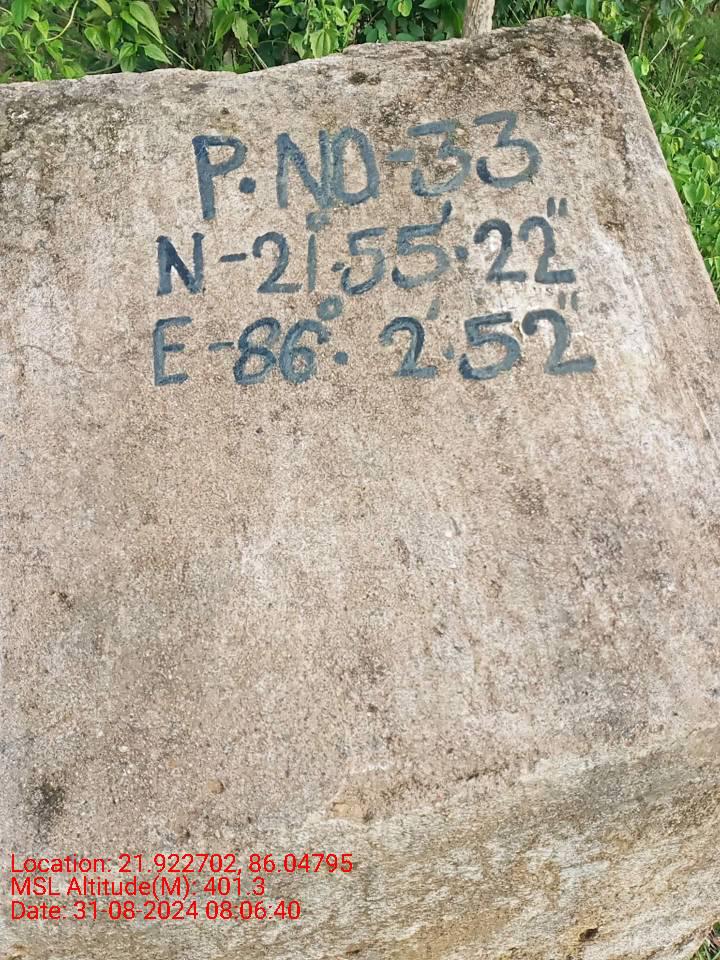 P.NO-33
N-21°.55'.22"
E-86°. 2'.52"
Location: 21.922702, 86.04795
MSL Altitude(M): 401.3
Date: 31-08-2024 08:06:40